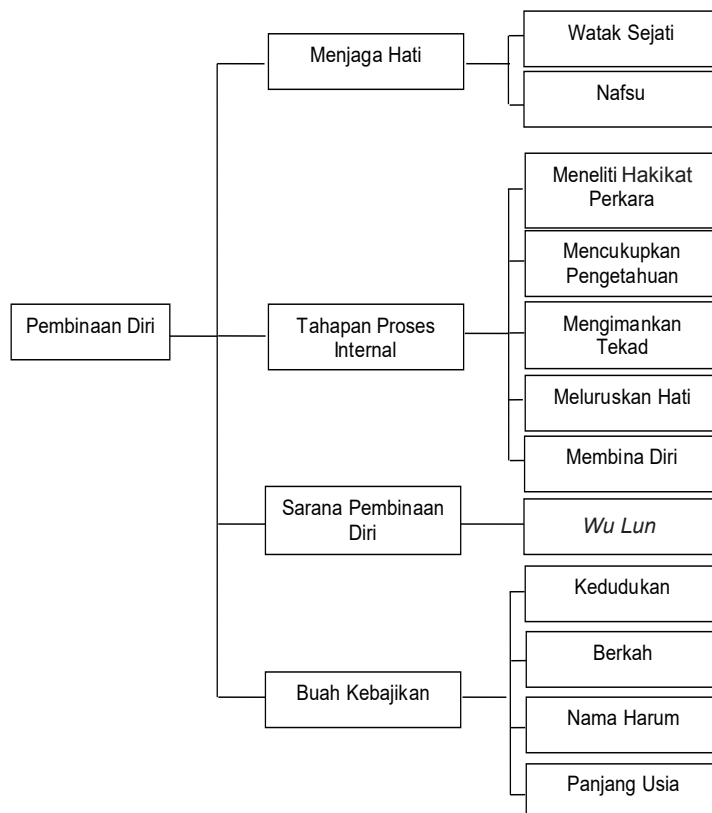 Pembinaan Diri
Menjaga Hati
Watak Sejati
Nafsu
Tahapan Proses
Internal
Meneliti Hakikat
Perkara
Mencukupkan
Pengetahuan
Mengimankan
Tekad
Meluruskan Hati
Membina Diri
Sarana Pembinaan
Diri
Wu Lun
Buah Kebajikan
Kedudukan
Berkah
Nama Harum
Panjang Usia